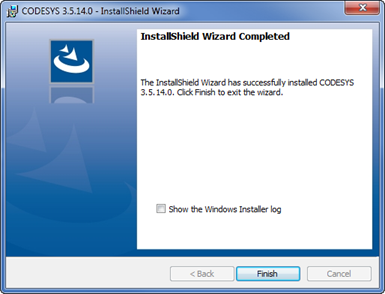 CODESYS 3.5.14.0 - InstallShield Wizard
InstallShield Wizard Completed
The InstallShield Wizard has successfully installed CODESYS
3.5.14.0. Click Finish to exit the wizard.
Show the Windows Installer log
< Back
Finish
Cancel